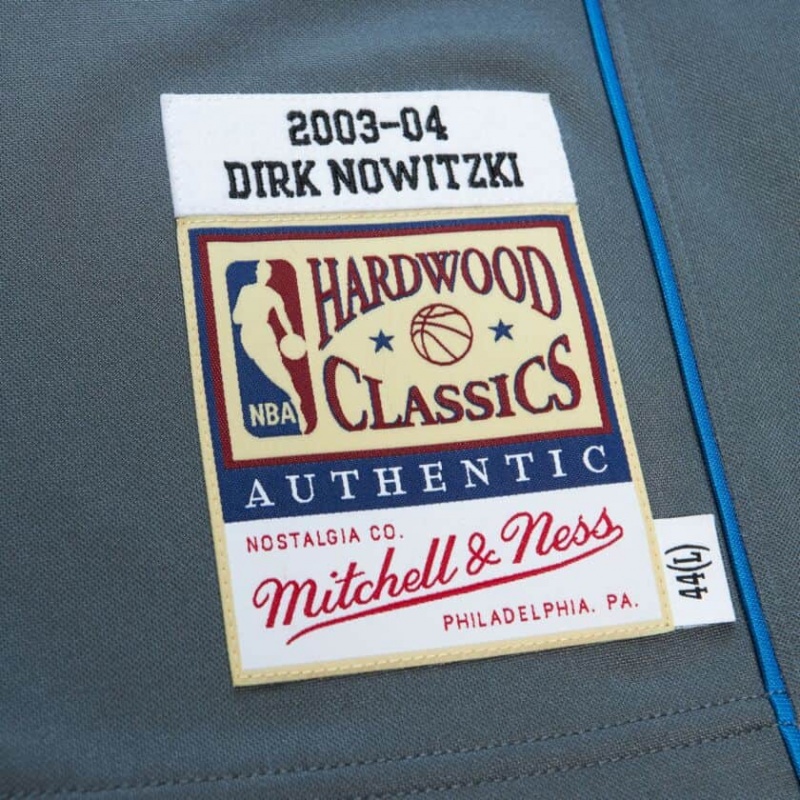 2003-04
DIRK NOWITZKI
HARDWOOD
CLASSICS
NBA
AUTHENTIC
NOSTALGIA CO.
Mitchell & Ness
PHILADELPHIA. PA.
44(L)